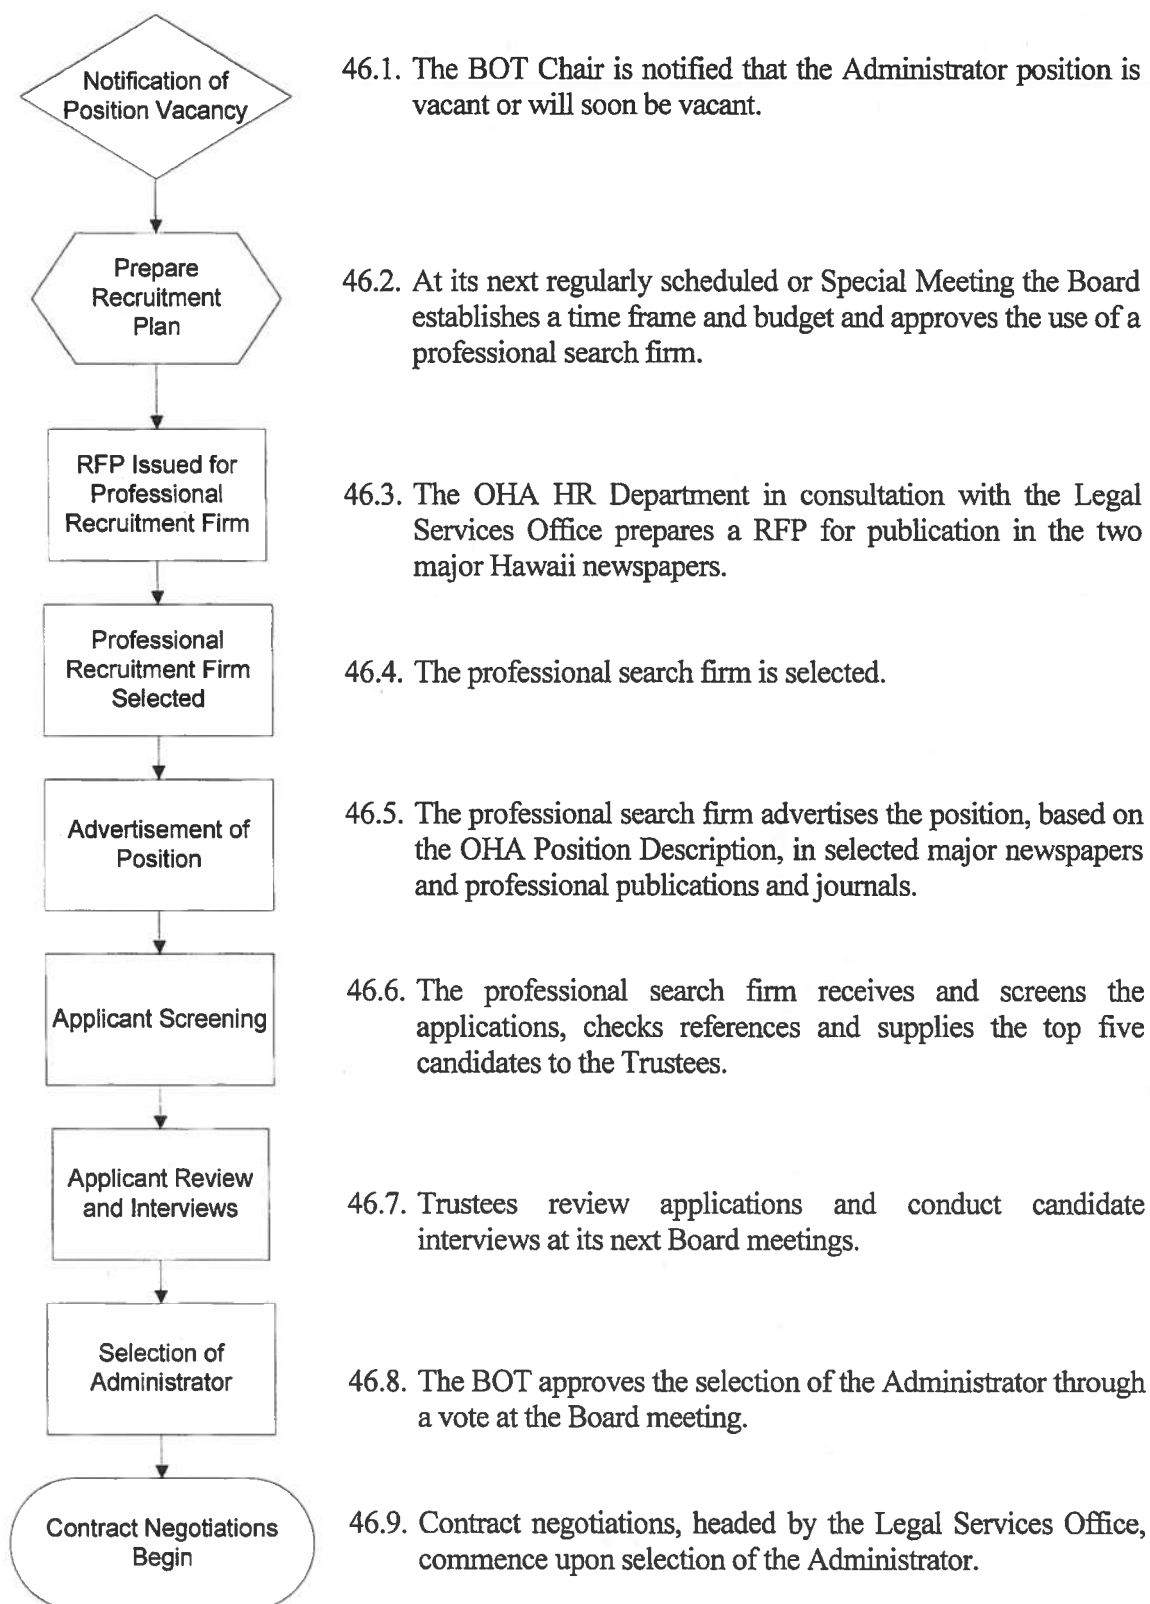 Notification of
Position Vacancy
46.1. The BOT Chair is notified that the Administrator position is
vacant or will soon be vacant.
Prepare
Recruitment
Plan
46.2. At its next regularly scheduled or Special Meeting the Board
establishes a time frame and budget and approves the use of a
professional search firm.
RFP Issued for
Professional
Recruitment Firm
46.3. The OHA HR Department in consultation with the Legal
Services Office prepares a RFP for publication in the two
major Hawaii newspapers.
Professional
Recruitment Firm
Selected
46.4. The professional search firm is selected.
Advertisement of
Position
46.5. The professional search firm advertises the position, based on
the OHA Position Description, in selected major newspapers
and professional publications and journals.
Applicant Screening
46.6. The professional search firm receives and screens the
applications, checks references and supplies the top five
candidates to the Trustees.
Applicant Review
and Interviews
46.7. Trustees review applications and conduct candidate
interviews at its next Board meetings.
Selection of
Administrator
46.8. The BOT approves the selection of the Administrator through
a vote at the Board meeting.
Contract Negotiations
Begin
46.9. Contract negotiations, headed by the Legal Services Office,
commence upon selection of the Administrator.